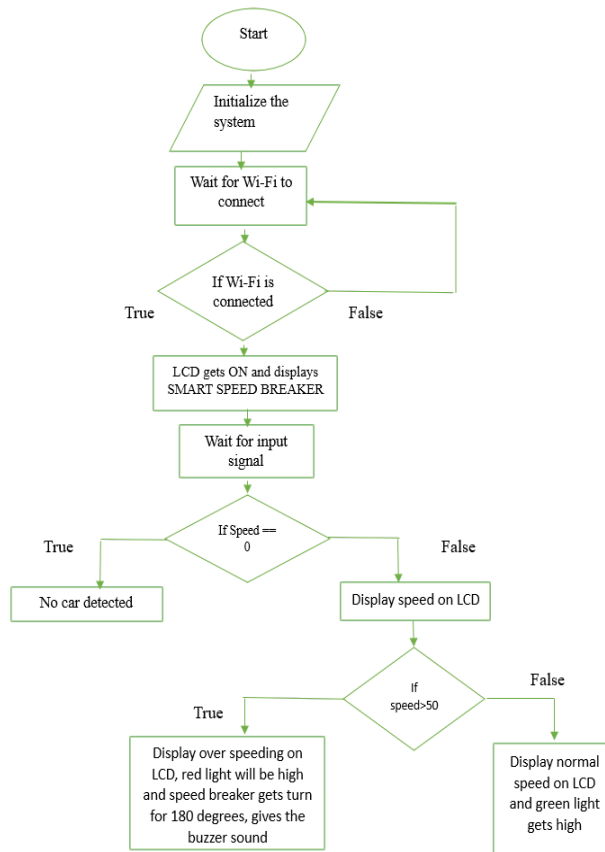 Start
Initialize the
system
Wait for Wi-Fi to
connect
If Wi-Fi is
connected
True
False
LCD gets ON and displays
SMART SPEED BREAKER
Wait for input
signal
If Speed ==
0
True
False
No car detected
Display speed on LCD
If
speed>50
True
False
Display over speeding on
LCD, red light will be high
and speed breaker gets turn
for 180 degrees, gives the
buzzer sound
Display normal
speed on LCD
and green light
gets high